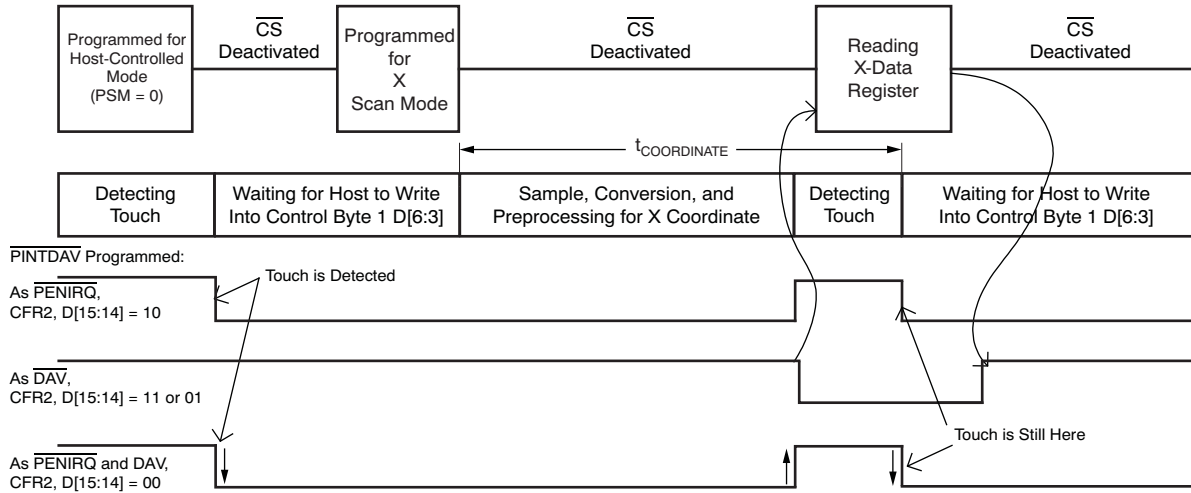 Programmed for
Host-Controlled
Mode
(PSM = 0)
CS
Deactivated
Programmed
for
X
Scan Mode
CS
Deactivated
Reading
X-Data
Register
CS
Deactivated
tCOORDINATE
Detecting
Touch
Waiting for Host to Write
Into Control Byte 1 D[6:3]
Sample, Conversion, and
Preprocessing for X Coordinate
Detecting
Touch
Waiting for Host to Write
Into Control Byte 1 D[6:3]
PINTDAV Programmed:
Touch is Detected
As PENIRQ,
CFR2, D[15:14] = 10
As DAV,
CFR2, D[15:14] = 11 or 01
Touch is Still Here
As PENIRQ and DAV,
CFR2, D[15:14] = 00